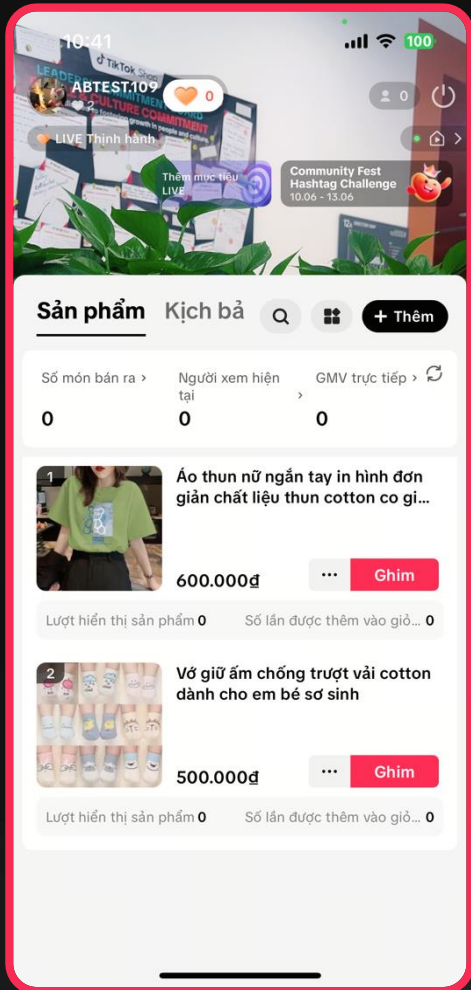 10:41
100
TikTok Shop
ABTEST.109
2
0
0
LIVE Thịnh hành
Thêm mục tiêu
LIVE
Community Fest
Hashtag Challenge
10.06 - 13.06
Sản phẩm
Kịch bả
+ Thêm
Số món bán ra >
0
Người xem hiện
tại >
0
GMV trực tiếp >
0
1
Áo thun nữ ngắn tay in hình đơn
giản chất liệu thun cotton co gi...
600.000đ
... Ghim
Lượt hiển thị sản phẩm 0
Số lần được thêm vào giỏ... 0
2
Vớ giữ ấm chống trượt vải cotton
dành cho em bé sơ sinh
500.000đ
... Ghim
Lượt hiển thị sản phẩm 0
Số lần được thêm vào giỏ... 0